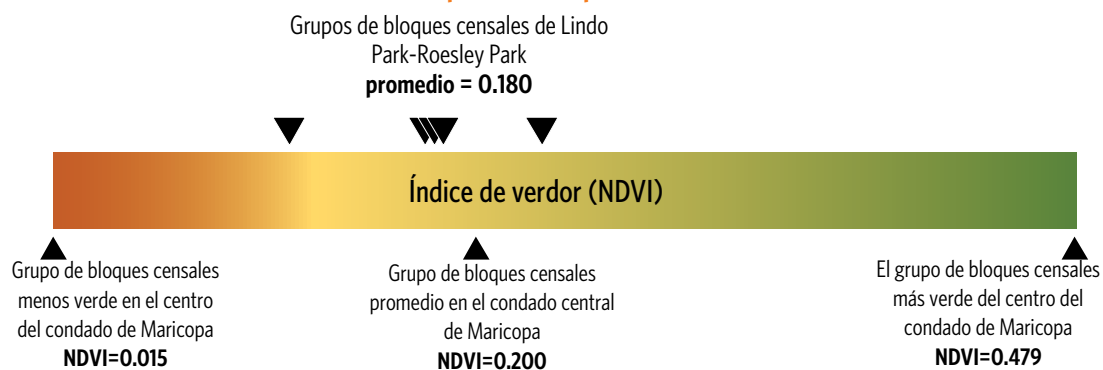 Grupos de bloques censales de Lindo
Park-Roesley Park
promedio = 0.180
Índice de verdor (NDVI)
Grupo de bloques censales
menos verde en el centro
del condado de Maricopa
NDVI=0.015
Grupo de bloques censales
promedio en el condado central
de Maricopa
NDVI=0.200
El grupo de bloques censales
más verde del centro del
condado de Maricopa
NDVI=0.479